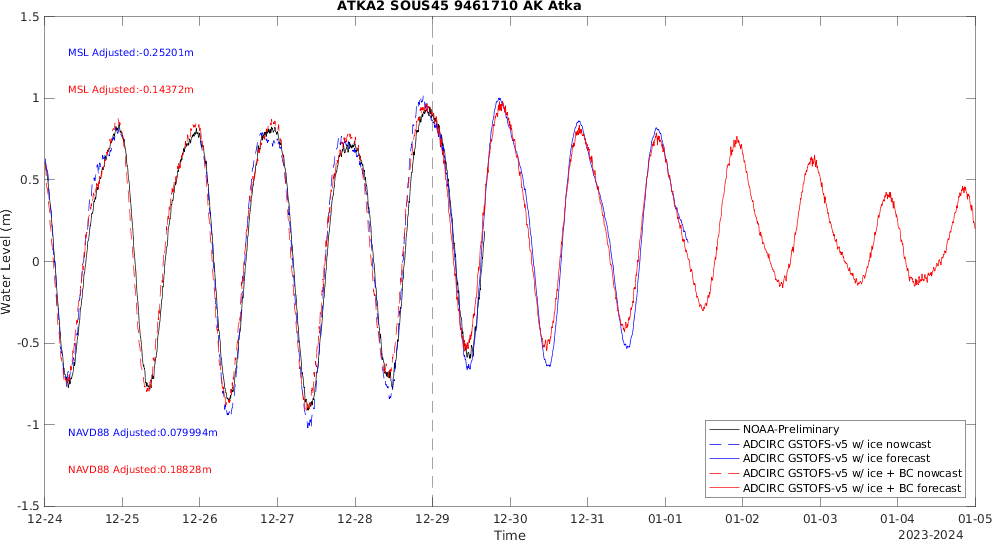 ATKA2 SOUS45 9461710 AK Atka
1.5
MSL Adjusted:-0.25201m
MSL Adjusted:-0.14372m
1
0.5
0
-0.5
-1
-1.5
Water Level (m)
NAVD88 Adjusted:0.079994m
NAVD88 Adjusted:0.18828m
NOAA-Preliminary
ADCIRC GSTOFS-v5 w/ ice nowcast
ADCIRC GSTOFS-v5 w/ ice forecast
ADCIRC GSTOFS-v5 w/ ice + BC nowcast
ADCIRC GSTOFS-v5 w/ ice + BC forecast
12-24 12-25 12-26 12-27 12-28 12-29 12-30 12-31 01-01 01-02 01-03 01-04 01-05
Time
2023-2024